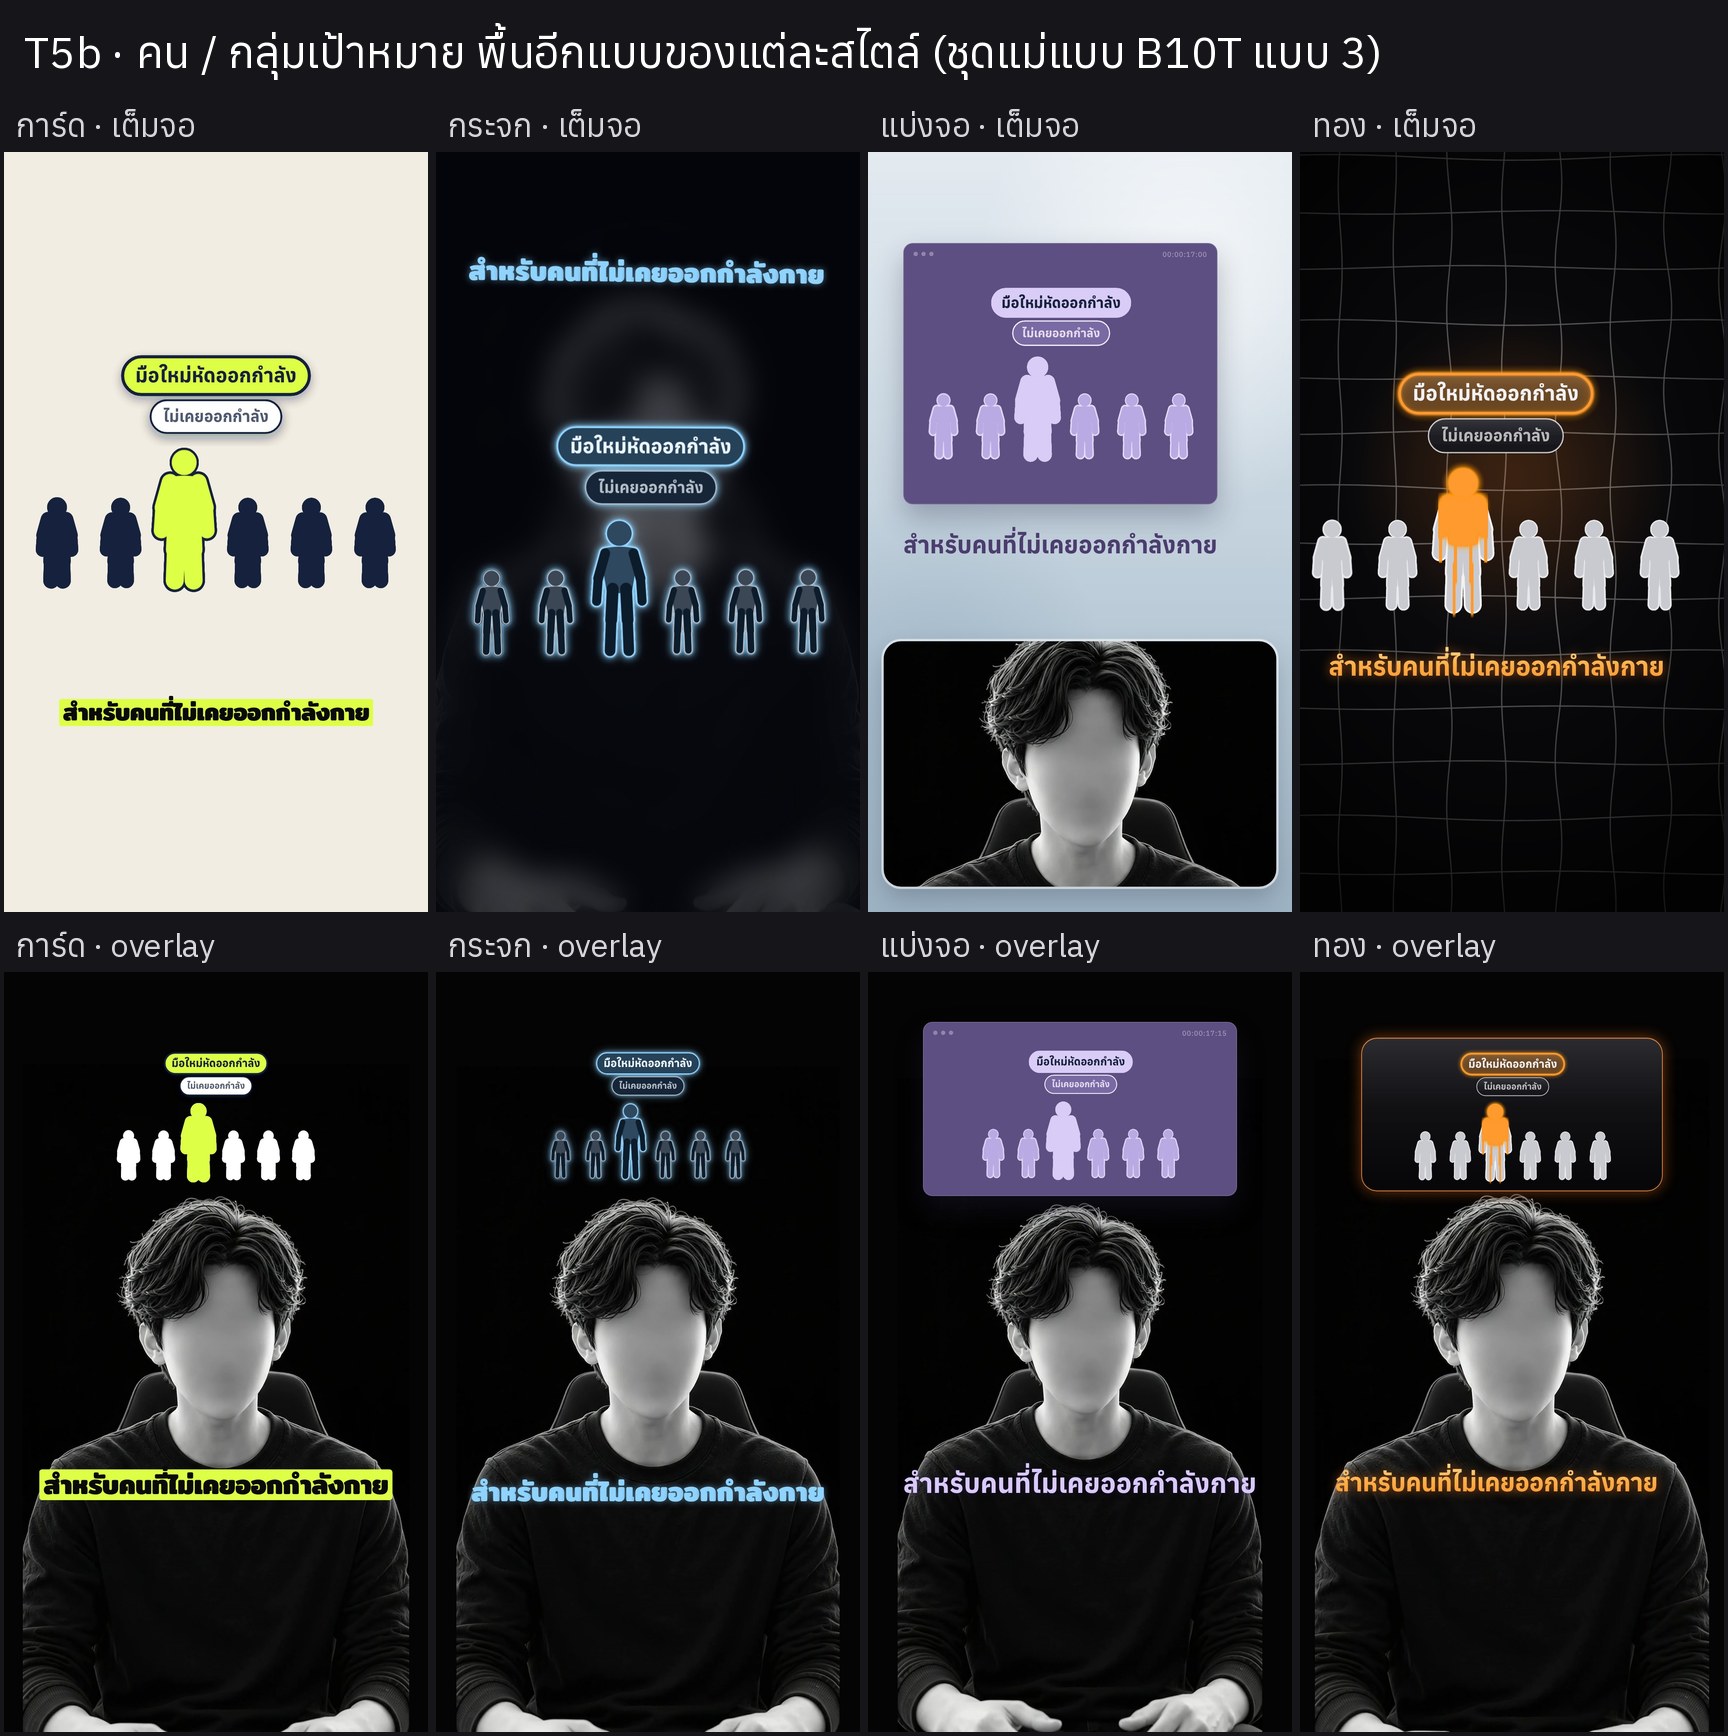 T5b · คน / กลุ่มเป้าหมาย พื้นอีกแบบของแต่ละสไตล์ (ชุดแม่แบบ B10T แบบ 3)
การ์ด · เต็มจอ
มือใหม่หัดออกกำลัง
ไม่เคยออกกำลัง
สำหรับคนที่ไม่เคยออกกำลังกาย
กระจก · เต็มจอ
สำหรับคนที่ไม่เคยออกกำลังกาย
มือใหม่หัดออกกำลัง
ไม่เคยออกกำลัง
แบ่งจอ · เต็มจอ
00:00:17:00
มือใหม่หัดออกกำลัง
ไม่เคยออกกำลัง
สำหรับคนที่ไม่เคยออกกำลังกาย
ทอง · เต็มจอ
มือใหม่หัดออกกำลัง
ไม่เคยออกกำลัง
สำหรับคนที่ไม่เคยออกกำลังกาย
การ์ด · overlay
มือใหม่หัดออกกำลัง
ไม่เคยออกกำลัง
สำหรับคนที่ไม่เคยออกกำลังกาย
กระจก · overlay
มือใหม่หัดออกกำลัง
ไม่เคยออกกำลัง
สำหรับคนที่ไม่เคยออกกำลังกาย
แบ่งจอ · overlay
00:00:17:15
มือใหม่หัดออกกำลัง
ไม่เคยออกกำลัง
สำหรับคนที่ไม่เคยออกกำลังกาย
ทอง · overlay
มือใหม่หัดออกกำลัง
ไม่เคยออกกำลัง
สำหรับคนที่ไม่เคยออกกำลังกาย